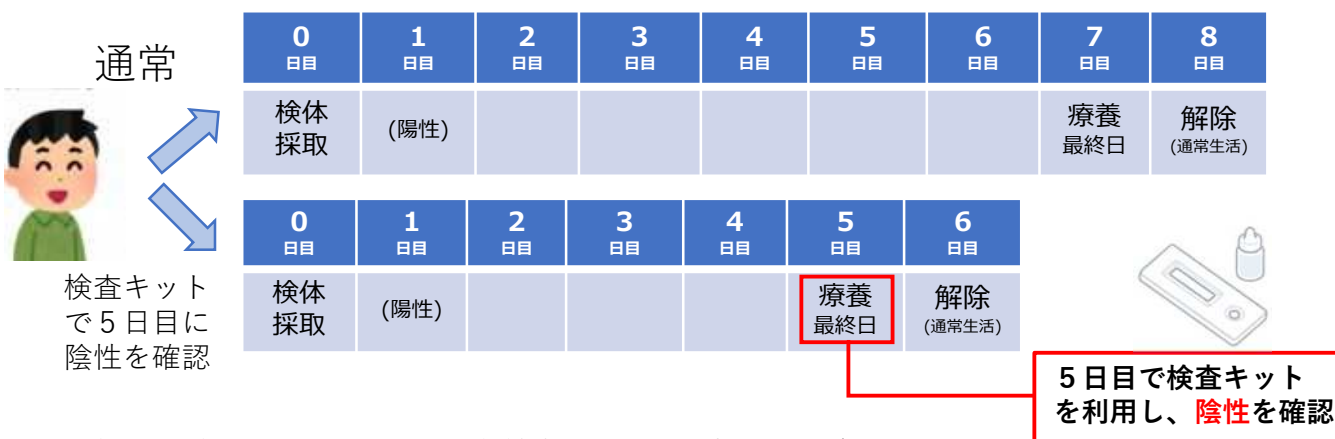 通常
0 1 2 3 4 5 6 7 8
日目 日目 日目 日目 日目 日目 日目 日目 日目
検体 (陽性) 療養 解除
採取 最終日 (通常生活)
0 1 2 3 4 5 6
日目 日目 日目 日目 日目 日目 日目
検体 (陽性) 療養 解除
採取 最終日 (通常生活)
検査キット
で5日目に
陰性を確認
5日目で検査キット
を利用し、陰性を確認